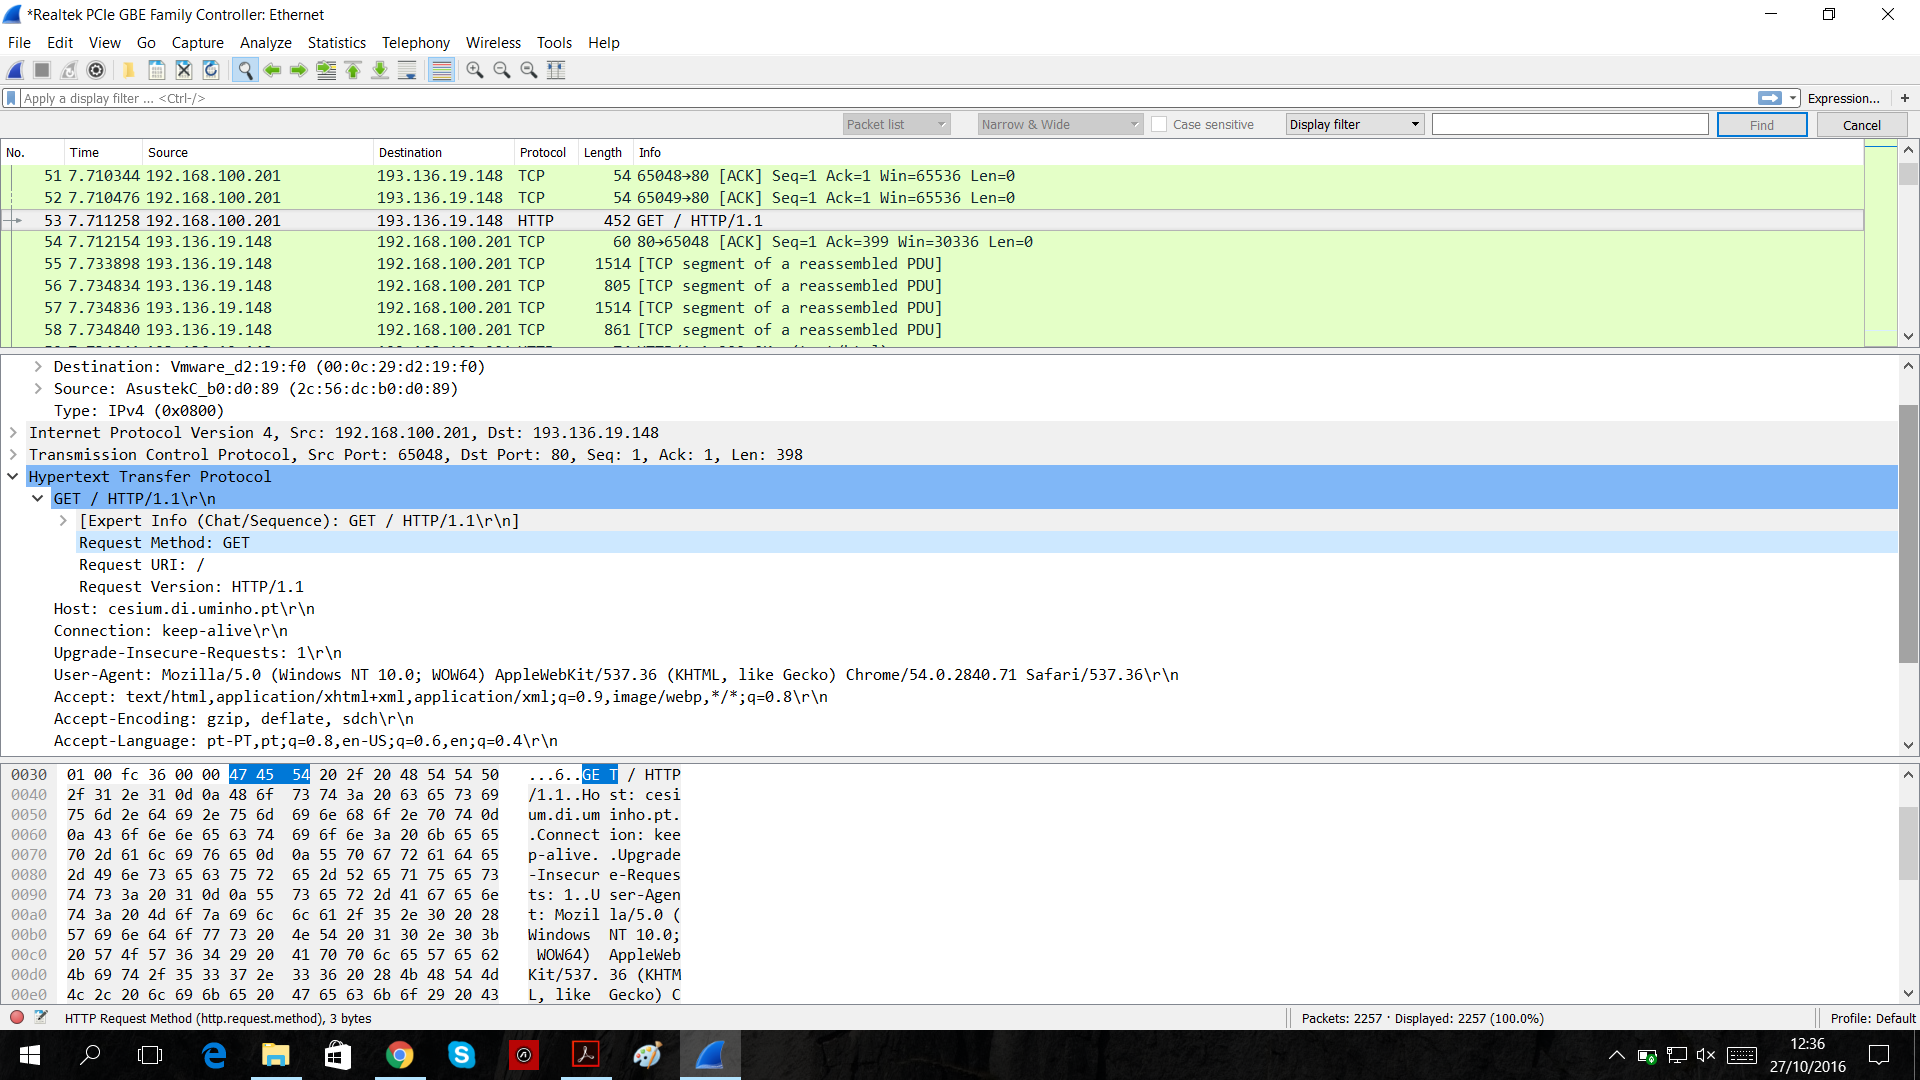 *Realtek PCIe GBE Family Controller: Ethernet
File Edit View Go Capture Analyze Statistics Telephony Wireless Tools Help
Apply a display filter ... <Ctrl-/> Expression... +
Packet list Narrow & Wide Case sensitive Display filter Find Cancel
No. Time Source Destination Protocol Length Info
51 7.710344 192.168.100.201 193.136.19.148 TCP 54 65048→80 [ACK] Seq=1 Ack=1 Win=65536 Len=0
52 7.710476 192.168.100.201 193.136.19.148 TCP 54 65049→80 [ACK] Seq=1 Ack=1 Win=65536 Len=0
53 7.711258 192.168.100.201 193.136.19.148 HTTP 452 GET / HTTP/1.1
54 7.712154 193.136.19.148 192.168.100.201 TCP 60 80→65048 [ACK] Seq=1 Ack=399 Win=30336 Len=0
55 7.733898 193.136.19.148 192.168.100.201 TCP 1514 [TCP segment of a reassembled PDU]
56 7.734834 193.136.19.148 192.168.100.201 TCP 805 [TCP segment of a reassembled PDU]
57 7.734836 193.136.19.148 192.168.100.201 TCP 1514 [TCP segment of a reassembled PDU]
58 7.734840 193.136.19.148 192.168.100.201 TCP 861 [TCP segment of a reassembled PDU]
Destination: Vmware_d2:19:f0 (00:0c:29:d2:19:f0)
Source: AsustekC_b0:d0:89 (2c:56:dc:b0:d0:89)
Type: IPv4 (0x0800)
Internet Protocol Version 4, Src: 192.168.100.201, Dst: 193.136.19.148
Transmission Control Protocol, Src Port: 65048, Dst Port: 80, Seq: 1, Ack: 1, Len: 398
Hypertext Transfer Protocol
GET / HTTP/1.1\r\n
[Expert Info (Chat/Sequence): GET / HTTP/1.1\r\n]
Request Method: GET
Request URI: /
Request Version: HTTP/1.1
Host: cesium.di.uminho.pt\r\n
Connection: keep-alive\r\n
Upgrade-Insecure-Requests: 1\r\n
User-Agent: Mozilla/5.0 (Windows NT 10.0; WOW64) AppleWebKit/537.36 (KHTML, like Gecko) Chrome/54.0.2840.71 Safari/537.36\r\n
Accept: text/html,application/xhtml+xml,application/xml;q=0.9,image/webp,*/*;q=0.8\r\n
Accept-Encoding: gzip, deflate, sdch\r\n
Accept-Language: pt-PT,pt;q=0.8,en-US;q=0.6,en;q=0.4\r\n
0030 01 00 fc 36 00 00 47 45 54 20 2f 20 48 54 54 50 ...6..GE T / HTTP
0040 2f 31 2e 31 0d 0a 48 6f 73 74 3a 20 63 65 73 69 /1.1..Ho st: cesi
0050 75 6d 2e 64 69 2e 75 6d 69 6e 68 6f 2e 70 74 0d um.di.um inho.pt.
0060 0a 43 6f 6e 6e 65 63 74 69 6f 6e 3a 20 6b 65 65 .Connect ion: kee
0070 70 2d 61 6c 69 76 65 0d 0a 55 70 67 72 61 64 65 p-alive. .Upgrade
0080 2d 49 6e 73 65 63 75 72 65 2d 52 65 71 75 65 73 -Insecur e-Reques
0090 74 73 3a 20 31 0d 0a 55 73 65 72 2d 41 67 65 6e ts: 1..U ser-Agen
00a0 74 3a 20 4d 6f 7a 69 6c 6c 61 2f 35 2e 30 20 28 t: Mozil la/5.0 (
00b0 57 69 6e 64 6f 77 73 20 4e 54 20 31 30 2e 30 3b Windows NT 10.0;
00c0 20 57 4f 57 36 34 29 20 41 70 70 6c 65 57 65 62 WOW64) AppleWeb
00d0 4b 69 74 2f 35 33 37 2e 33 36 20 28 4b 48 54 4d Kit/537. 36 (KHTM
00e0 4c 2c 20 6c 69 6b 65 20 47 65 63 6b 6f 29 20 43 L, like Gecko) C
HTTP Request Method (http.request.method), 3 bytes Packets: 2257 · Displayed: 2257 (100.0%) Profile: Default
12:36
27/10/2016